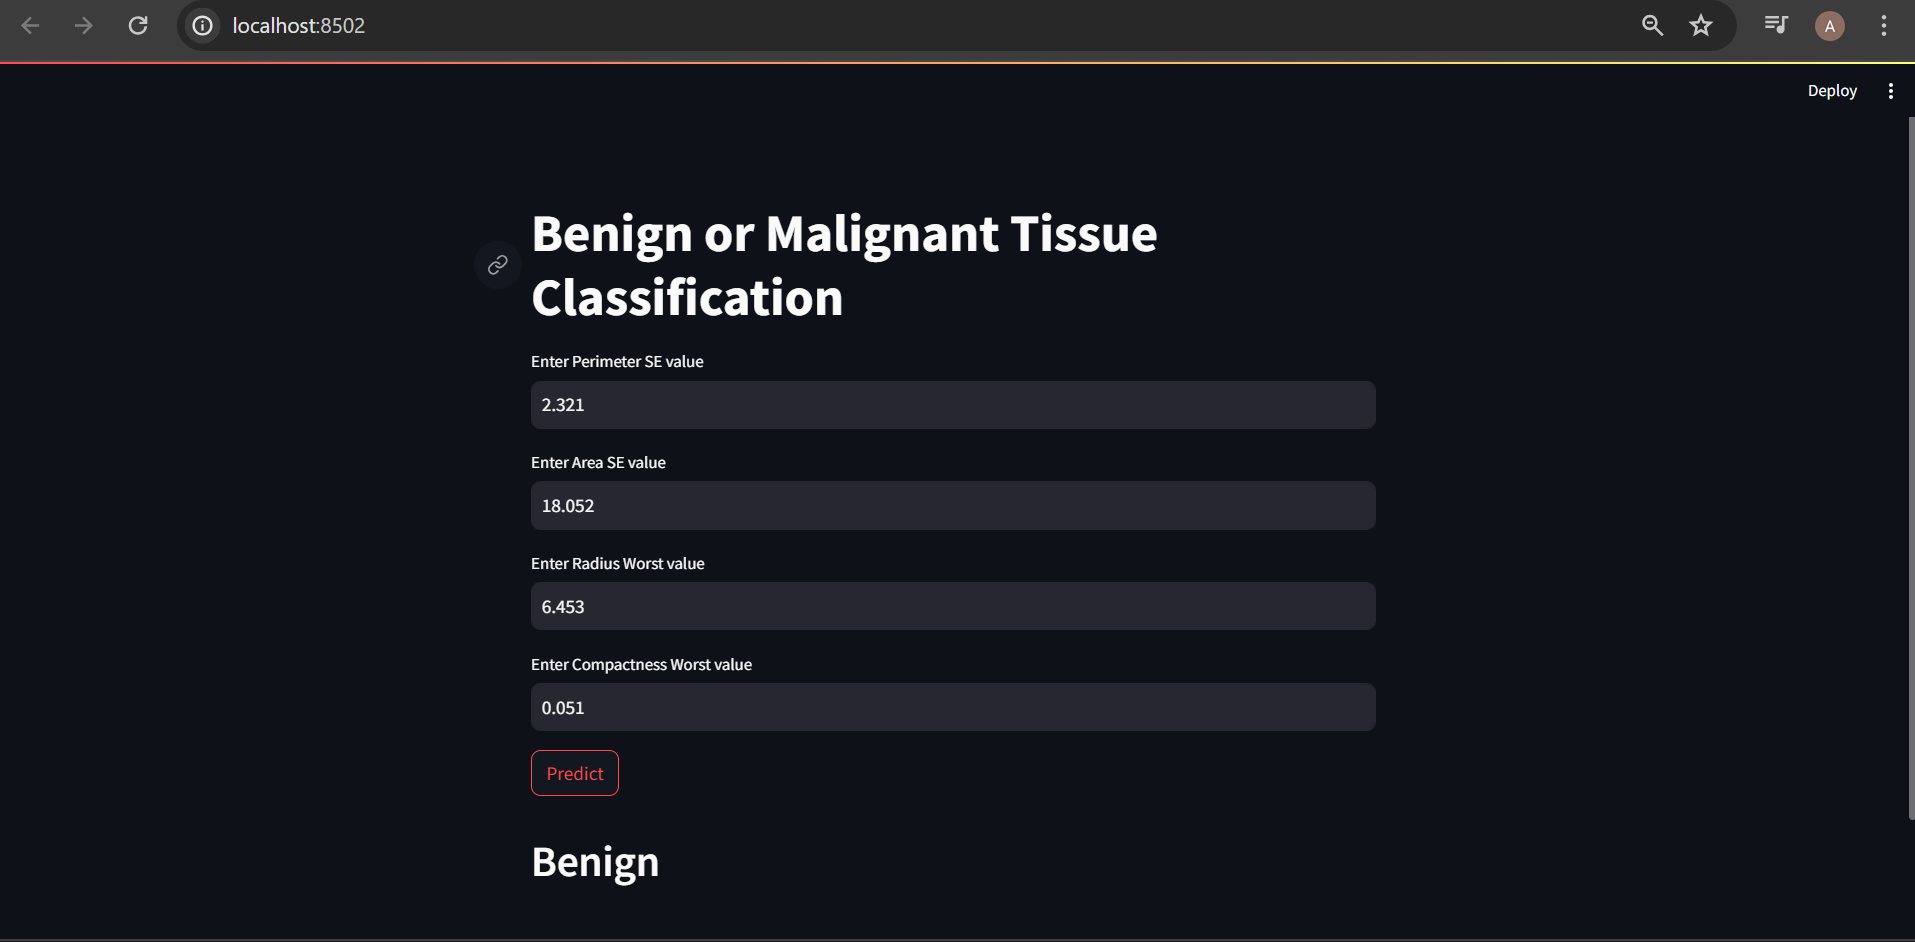 localhost:8502
A
Deploy
Benign or Malignant Tissue
Classification
Enter Perimeter SE value
2.321
Enter Area SE value
18.052
Enter Radius Worst value
6.453
Enter Compactness Worst value
0.051
Predict
Benign